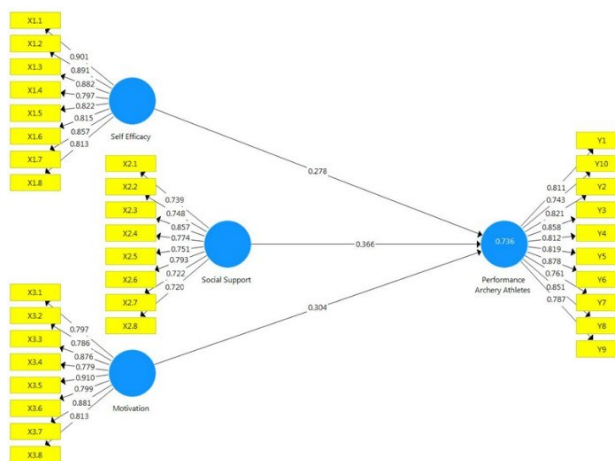 X1.1
X1.2
X1.3
X1.4
X1.5
X1.6
X1.7
X1.8
0.901
0.891
0.882
0.797
0.822
0.815
0.857
0.813
Self Efficacy
X2.1
X2.2
X2.3
X2.4
X2.5
X2.6
X2.7
X2.8
0.739
0.748
0.857
0.774
0.751
0.793
0.722
0.720
Social Support
X3.1
X3.2
X3.3
X3.4
X3.5
X3.6
X3.7
X3.8
0.797
0.786
0.876
0.779
0.910
0.799
0.881
0.813
Motivation
0.278
0.366
0.304
0.736
Performance
Archery Athletes
0.811
0.743
0.821
0.858
0.812
0.819
0.878
0.761
0.851
0.787
Y1
Y10
Y2
Y3
Y4
Y5
Y6
Y7
Y8
Y9